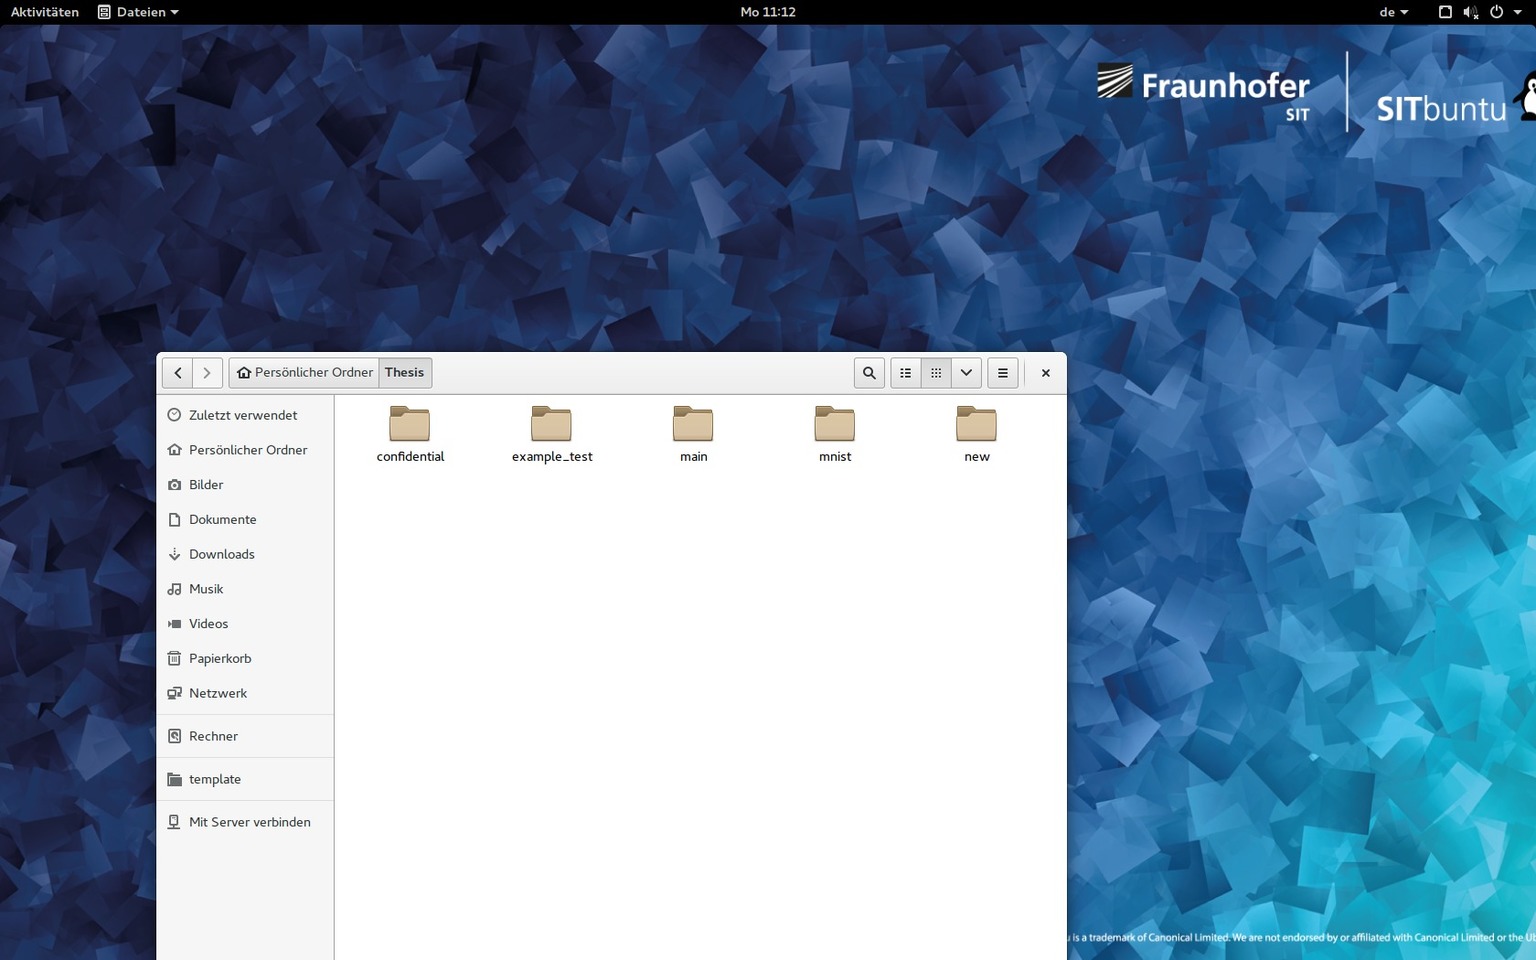 Aktivitäten Dateien Mo 11:12 de
Fraunhofer
SIT
SITbuntu
Persönlicher Ordner Thesis
Zuletzt verwendet
Persönlicher Ordner
Bilder
Dokumente
Downloads
Musik
Videos
Papierkorb
Netzwerk
Rechner
template
Mit Server verbinden
confidential example_test main mnist new
is a trademark of Canonical Limited. We are not endorsed by or affiliated with Canonical Limited or the